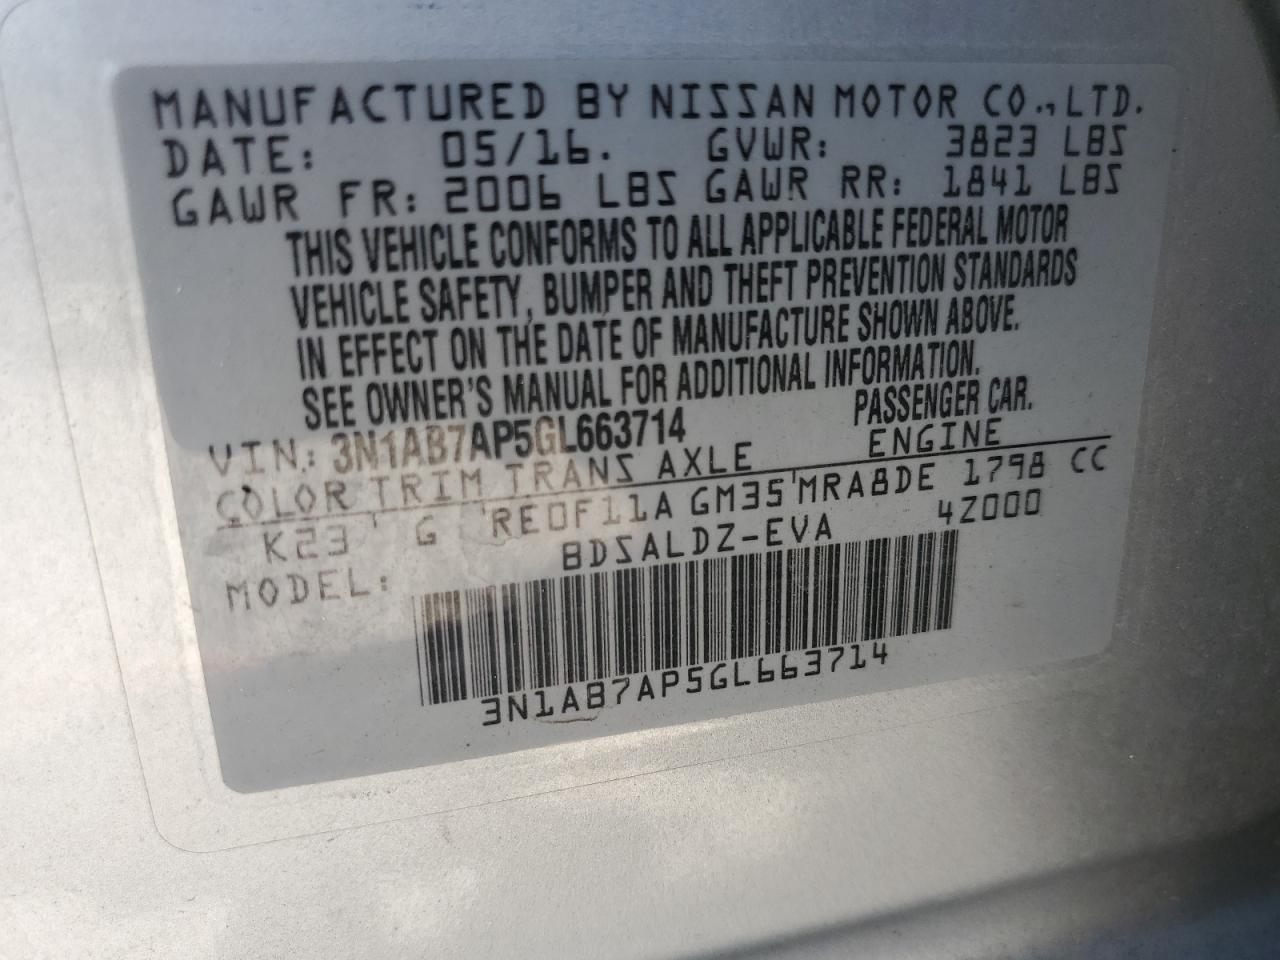 MANUFACTURED BY NISSAN MOTOR CO., LTD.
DATE: 05/16. GVWR: 3823 LBS
GAWR FR: 2006 LBS GAWR RR: 1841 LBS
THIS VEHICLE CONFORMS TO ALL APPLICABLE FEDERAL MOTOR
VEHICLE SAFETY, BUMPER AND THEFT PREVENTION STANDARDS
IN EFFECT ON THE DATE OF MANUFACTURE SHOWN ABOVE.
SEE OWNER'S MANUAL FOR ADDITIONAL INFORMATION.
VIN: 3N1AB7AP5GL663714 PASSENGER CAR.
COLOR TRIM TRANS AXLE ENGINE
K23 G RE0F11A GM35 MRA8DE 1798 CC
MODEL: BDSALDZ-EVA 4Z000
3N1AB7AP5GL663714